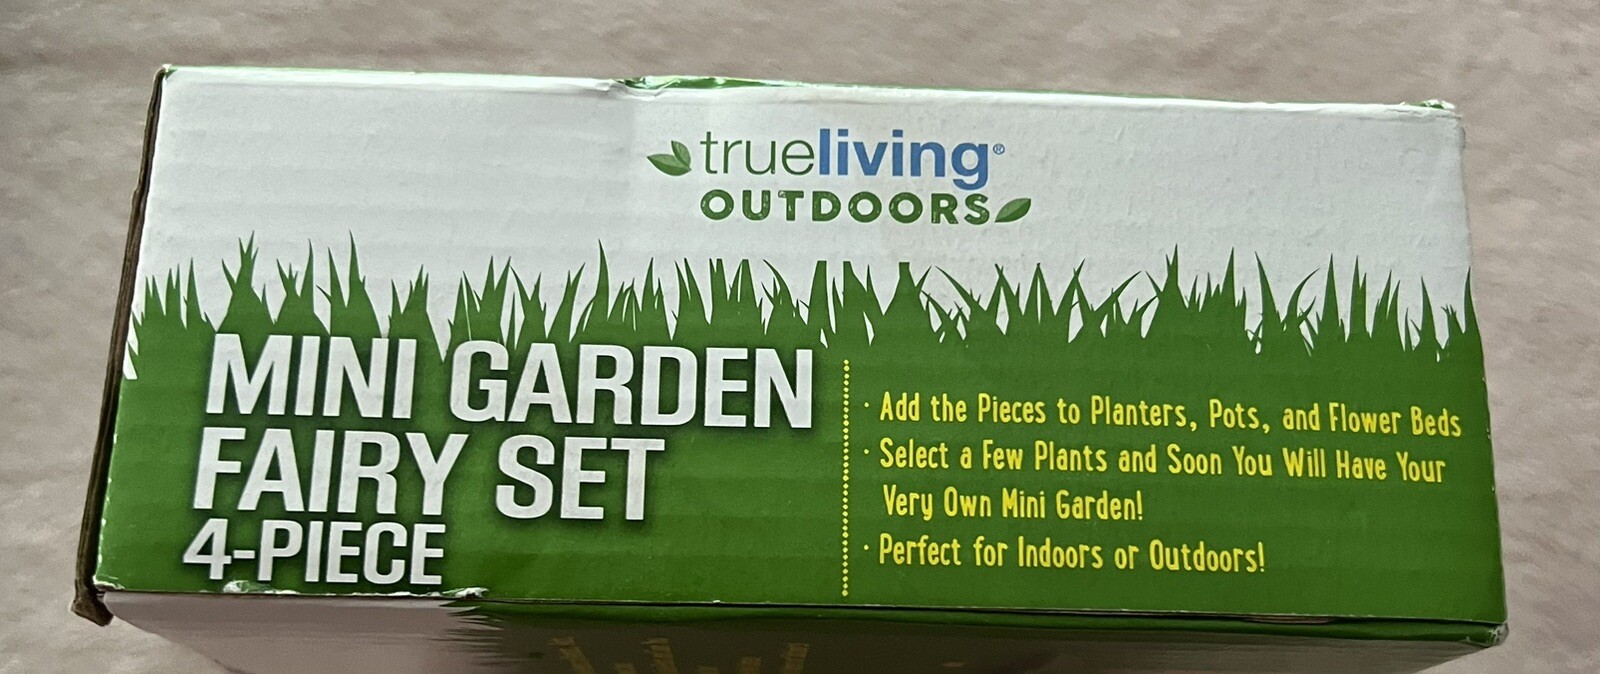 trueliving®
OUTDOORS
MINI GARDEN
FAIRY SET
4-PIECE
· Add the Pieces to Planters, Pots, and Flower Beds
· Select a Few Plants and Soon You Will Have Your
Very Own Mini Garden!
· Perfect for Indoors or Outdoors!